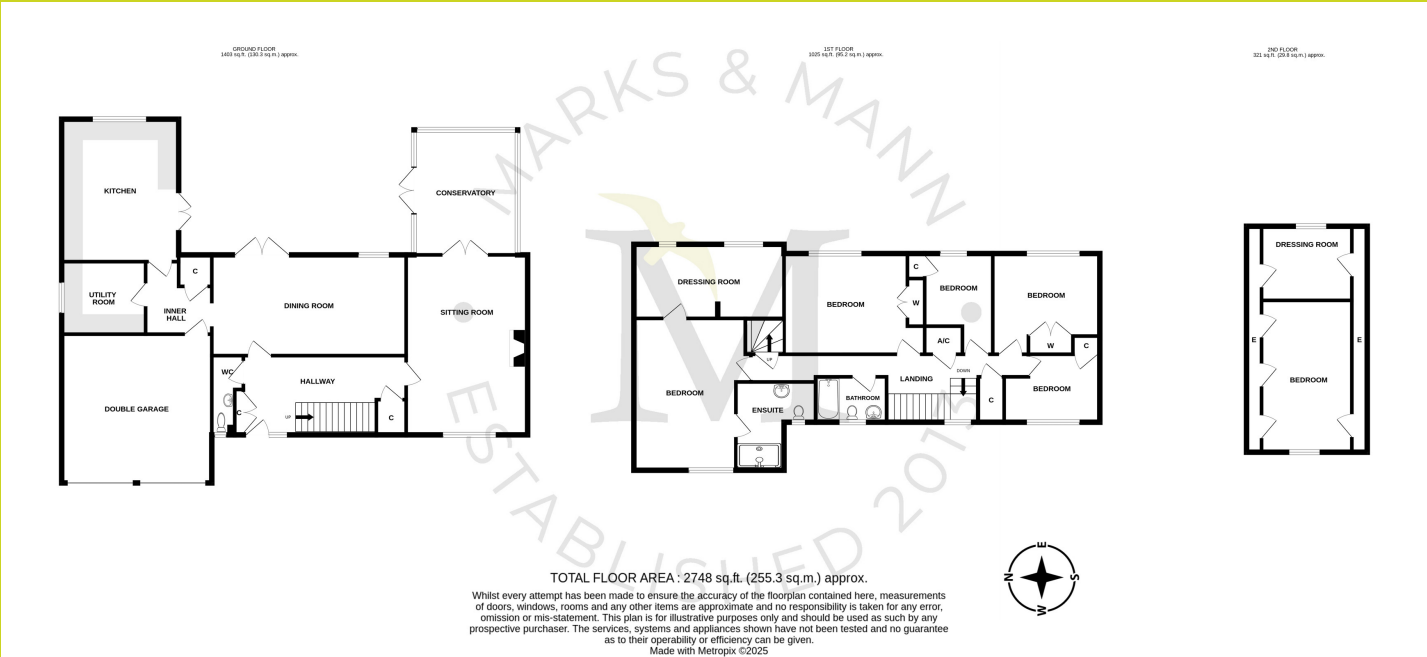 GROUND FLOOR
1403 sq.ft. (130.3 sq.m.) approx.
1ST FLOOR
1025 sq.ft. (95.2 sq.m.) approx.
2ND FLOOR
321 sq.ft. (29.8 sq.m.) approx.
MARKS & MANN
M
ESTABLISHED 2013
KITCHEN
CONSERVATORY
C
UTILITY
ROOM
INNER
HALL
DINING ROOM
SITTING ROOM
WC
HALLWAY
DOUBLE GARAGE
C
UP
C
DRESSING ROOM
BEDROOM
C
W
BEDROOM
BEDROOM
A/C
W
C
UP
LANDING
DOWN
BEDROOM
ENSUITE
BATHROOM
C
BEDROOM
DRESSING ROOM
E
E
BEDROOM
E
N
S
W
TOTAL FLOOR AREA : 2748 sq.ft. (255.3 sq.m.) approx.
Whilst every attempt has been made to ensure the accuracy of the floorplan contained here, measurements
of doors, windows, rooms and any other items are approximate and no responsibility is taken for any error,
omission or mis-statement. This plan is for illustrative purposes only and should be used as such by any
prospective purchaser. The services, systems and appliances shown have not been tested and no guarantee
as to their operability or efficiency can be given.
Made with Metropix ©2025